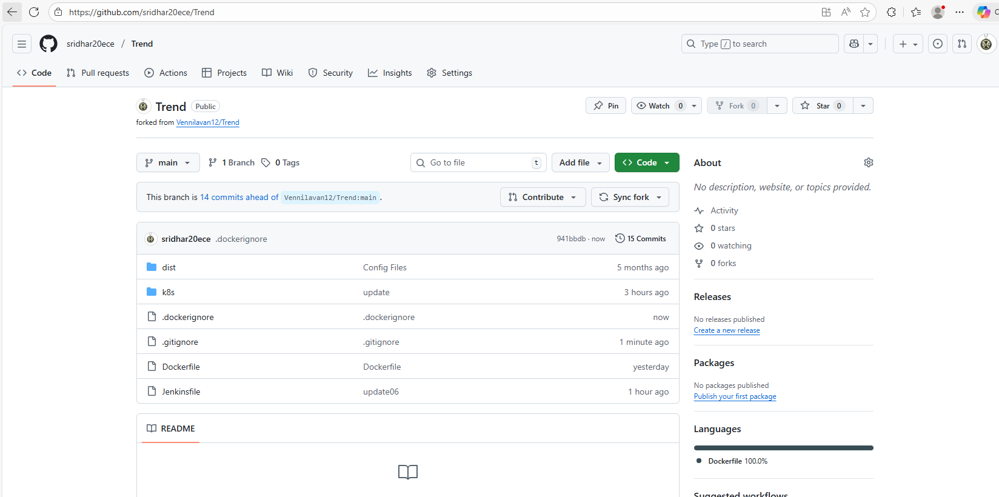 https://github.com/sridhar20ece/Trend
sridhar20ece / Trend
Type / to search
Code Pull requests Actions Projects Wiki Security Insights Settings
Trend Public
Pin Watch 0 Fork 0 Star 0
forked from Vennilavan12/Trend
main 1 Branch 0 Tags Go to file t Add file Code
This branch is 14 commits ahead of Vennilavan12/Trend:main .
Contribute Sync fork
sridhar20ece .dockerignore 941bbdb · now 15 Commits
dist Config Files 5 months ago
k8s update 3 hours ago
.dockerignore .dockerignore now
.gitignore .gitignore 1 minute ago
Dockerfile Dockerfile yesterday
Jenkinsfile update06 1 hour ago
README
About
No description, website, or topics provided.
Activity
0 stars
0 watching
0 forks
Releases
No releases published
Create a new release
Packages
No packages published
Publish your first package
Languages
Dockerfile 100.0%
Suggested workflows